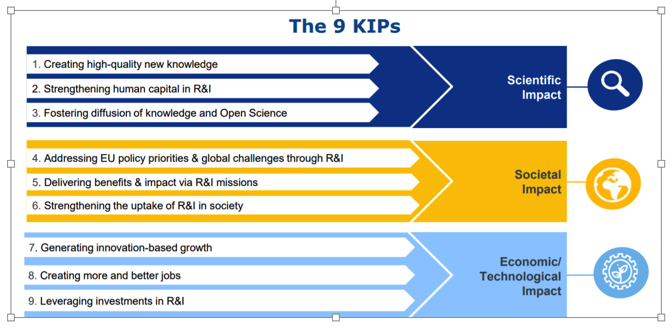 The 9 KIPs
1. Creating high-quality new knowledge
2. Strengthening human capital in R&I
3. Fostering diffusion of knowledge and Open Science
Scientific
Impact
4. Addressing EU policy priorities & global challenges through R&I
5. Delivering benefits & impact via R&I missions
6. Strengthening the uptake of R&I in society
Societal
Impact
7. Generating innovation-based growth
8. Creating more and better jobs
9. Leveraging investments in R&I
Economic/
Technological
Impact